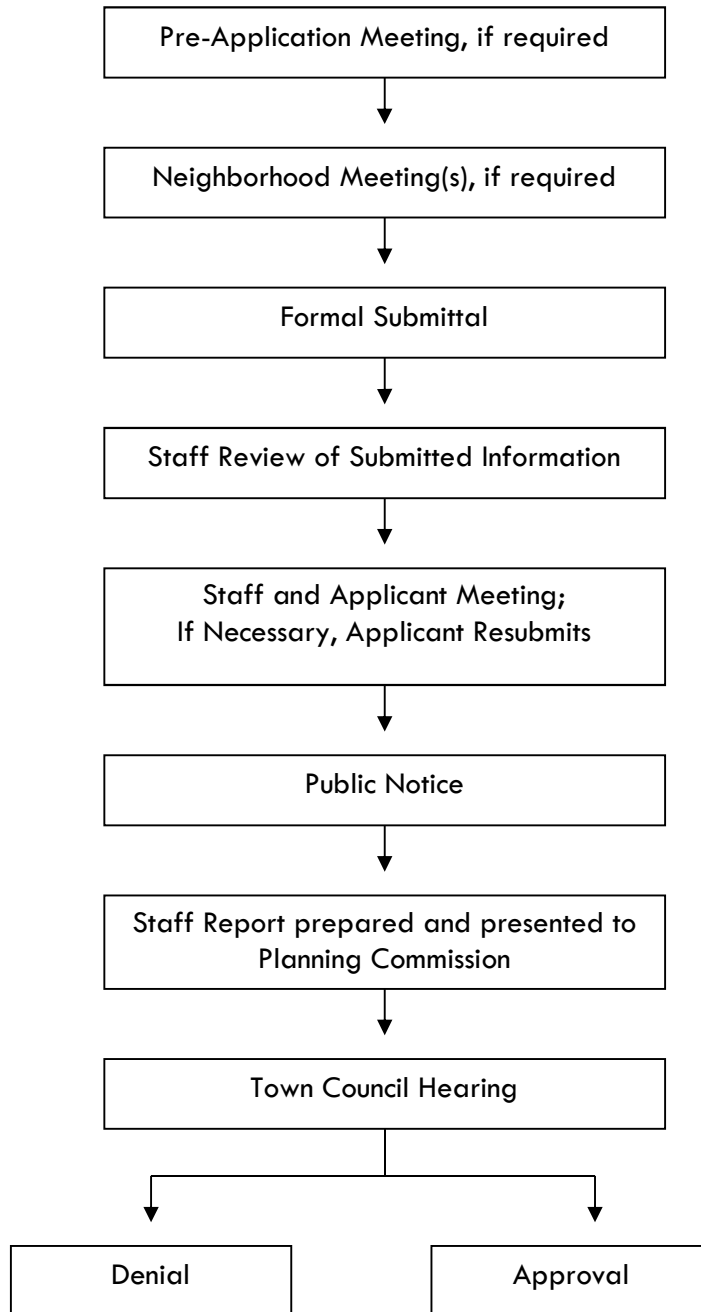 Pre-Application Meeting, if required
Neighborhood Meeting(s), if required
Formal Submittal
Staff Review of Submitted Information
Staff and Applicant Meeting;
If Necessary, Applicant Resubmits
Public Notice
Staff Report prepared and presented to
Planning Commission
Town Council Hearing
Denial
Approval